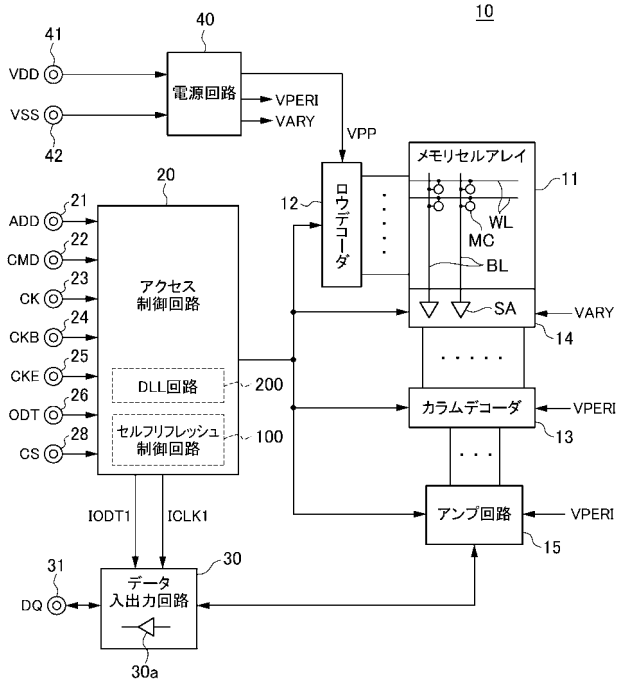 10
41
VDD
VSS
42
40
電源回路
VPERI
VARY
VPP
20
21
ADD
22
CMD
23
CK
24
CKB
25
CKE
26
ODT
28
CS
アクセス
制御回路
DLL回路
200
セルフリフレッシュ
制御回路
100
12
ロウデコーダ
メモリセルアレイ
11
WL
MC
BL
SA
VARY
14
カラムデコーダ
VPERI
13
アンプ回路
VPERI
15
IODT1
ICLK1
31
DQ
30
データ
入出力回路
30a